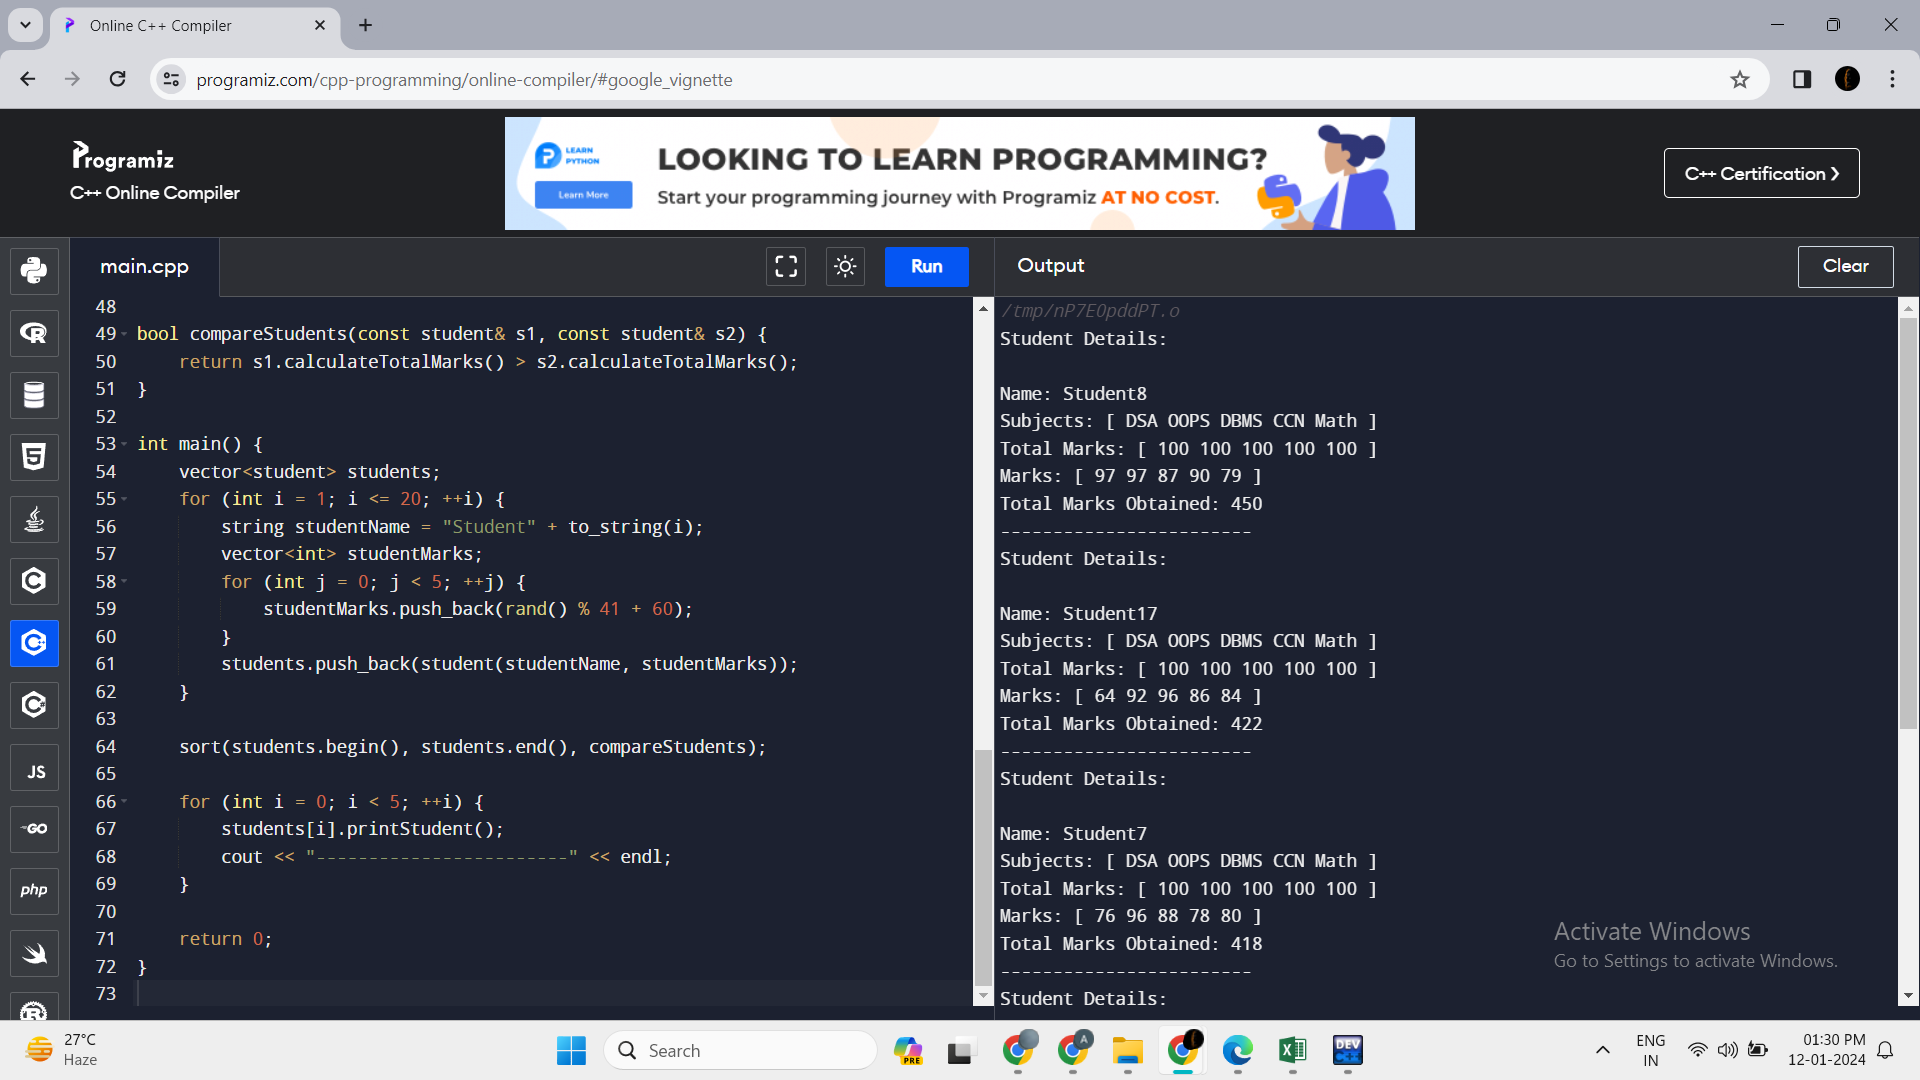 Online C++ Compiler
programiz.com/cpp-programming/online-compiler/#google_vignette
Programiz
C++ Online Compiler
LEARN
PYTHON
Learn More
LOOKING TO LEARN PROGRAMMING?
Start your programming journey with Programiz AT NO COST.
C++ Certification ❯
main.cpp
Run
Output
Clear
48
49 bool compareStudents(const student& s1, const student& s2) {
50     return s1.calculateTotalMarks() > s2.calculateTotalMarks();
51 }
52
53 int main() {
54     vector<student> students;
55     for (int i = 1; i <= 20; ++i) {
56         string studentName = "Student" + to_string(i);
57         vector<int> studentMarks;
58         for (int j = 0; j < 5; ++j) {
59             studentMarks.push_back(rand() % 41 + 60);
60         }
61         students.push_back(student(studentName, studentMarks));
62     }
63
64     sort(students.begin(), students.end(), compareStudents);
65
66     for (int i = 0; i < 5; ++i) {
67         students[i].printStudent();
68         cout << "------------------------" << endl;
69     }
70
71     return 0;
72 }
73
/tmp/nP7E0pddPT.o
Student Details:
Name: Student8
Subjects: [ DSA OOPS DBMS CCN Math ]
Total Marks: [ 100 100 100 100 100 ]
Marks: [ 97 97 87 90 79 ]
Total Marks Obtained: 450
------------------------
Student Details:
Name: Student17
Subjects: [ DSA OOPS DBMS CCN Math ]
Total Marks: [ 100 100 100 100 100 ]
Marks: [ 64 92 96 86 84 ]
Total Marks Obtained: 422
------------------------
Student Details:
Name: Student7
Subjects: [ DSA OOPS DBMS CCN Math ]
Total Marks: [ 100 100 100 100 100 ]
Marks: [ 76 96 88 78 80 ]
Total Marks Obtained: 418
------------------------
Student Details:
Activate Windows
Go to Settings to activate Windows.
JS
GO
php
27°C
Haze
Search
PRE
A
DEV
C++
ENG
IN
01:30 PM
12-01-2024